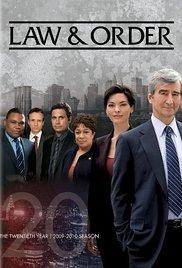 LAW & ORDER
THE TWENTIETH YEAR | 2009-2010 SEASON
20